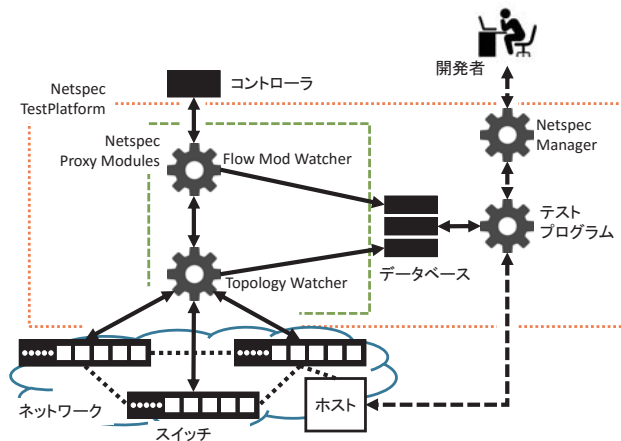 開発者
コントローラ
Netspec
TestPlatform
Netspec
Proxy Modules
Flow Mod Watcher
Netspec
Manager
テスト
プログラム
データベース
Topology Watcher
ネットワーク
スイッチ
ホスト